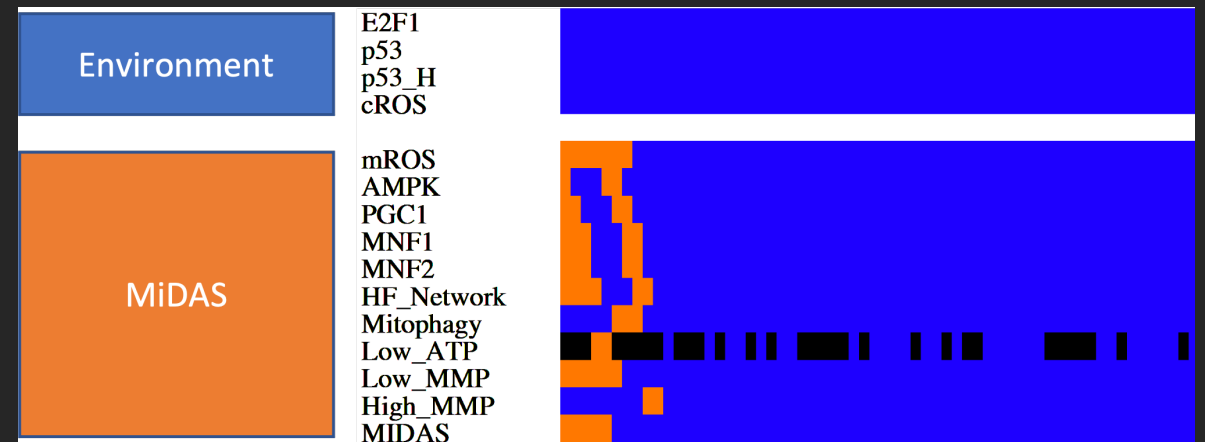 Environment
E2F1
p53
p53_H
cROS
MiDAS
mROS
AMPK
PGC1
MNF1
MNF2
HF_Network
Mitophagy
Low_ATP
Low_MMP
High_MMP
MIDAS